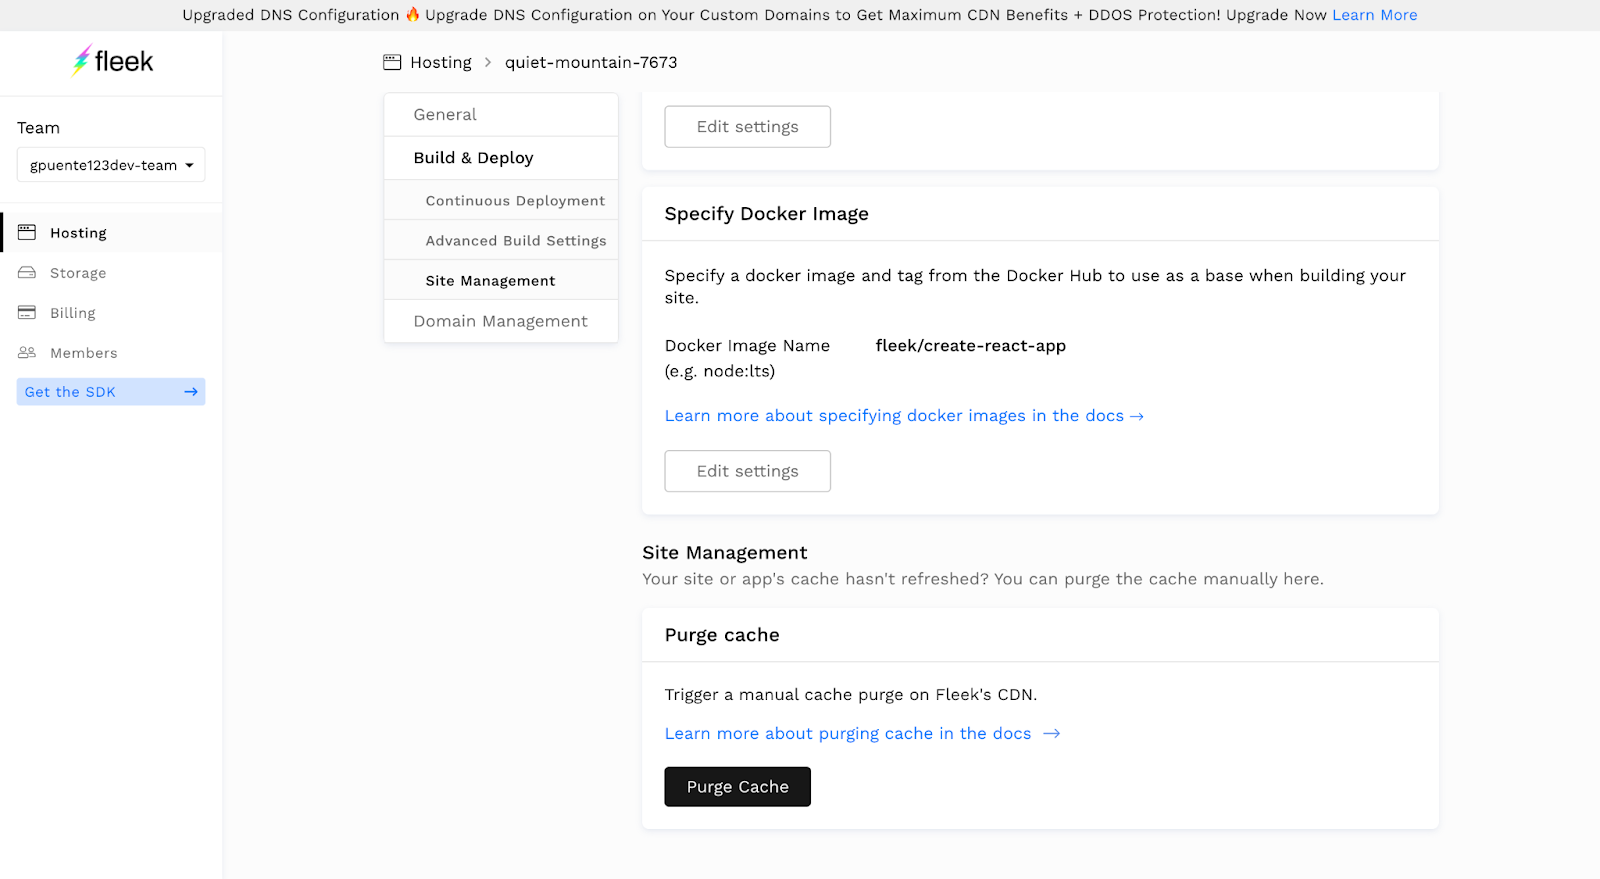 Upgraded DNS Configuration 🔥 Upgrade DNS Configuration on Your Custom Domains to Get Maximum CDN Benefits + DDOS Protection! Upgrade Now Learn More
fleek
Team
gpuente123dev-team
Hosting
Storage
Billing
Members
Get the SDK →
Hosting > quiet-mountain-7673
General
Build & Deploy
Continuous Deployment
Advanced Build Settings
Site Management
Domain Management
Edit settings
Specify Docker Image
Specify a docker image and tag from the Docker Hub to use as a base when building your
site.
Docker Image Name fleek/create-react-app
(e.g. node:lts)
Learn more about specifying docker images in the docs →
Edit settings
Site Management
Your site or app's cache hasn't refreshed? You can purge the cache manually here.
Purge cache
Trigger a manual cache purge on Fleek's CDN.
Learn more about purging cache in the docs →
Purge Cache